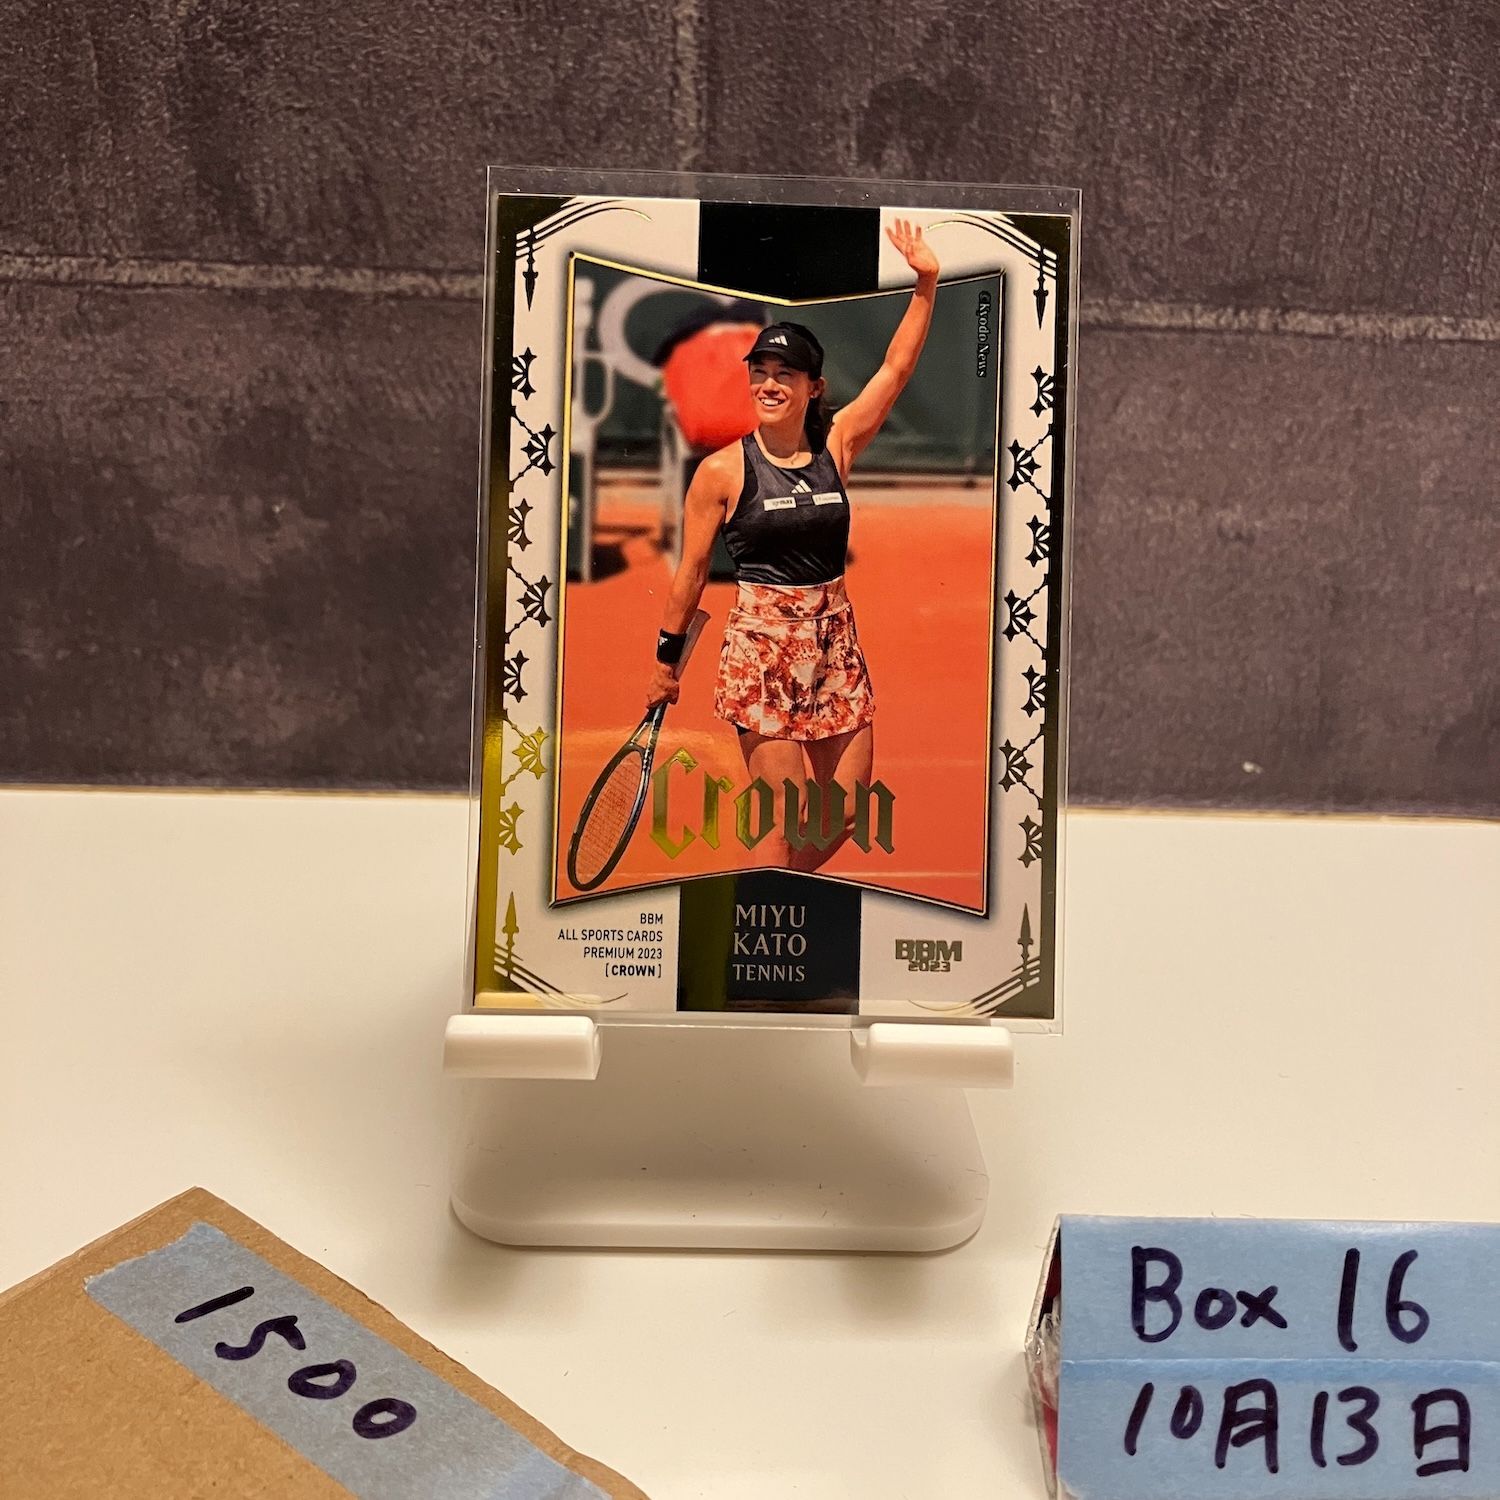 © Kyodo News
Crown
BBM
ALL SPORTS CARDS
PREMIUM 2023
[CROWN]
MIYU
KATO
TENNIS
BBM
2023
1500
Box 16
10月13日